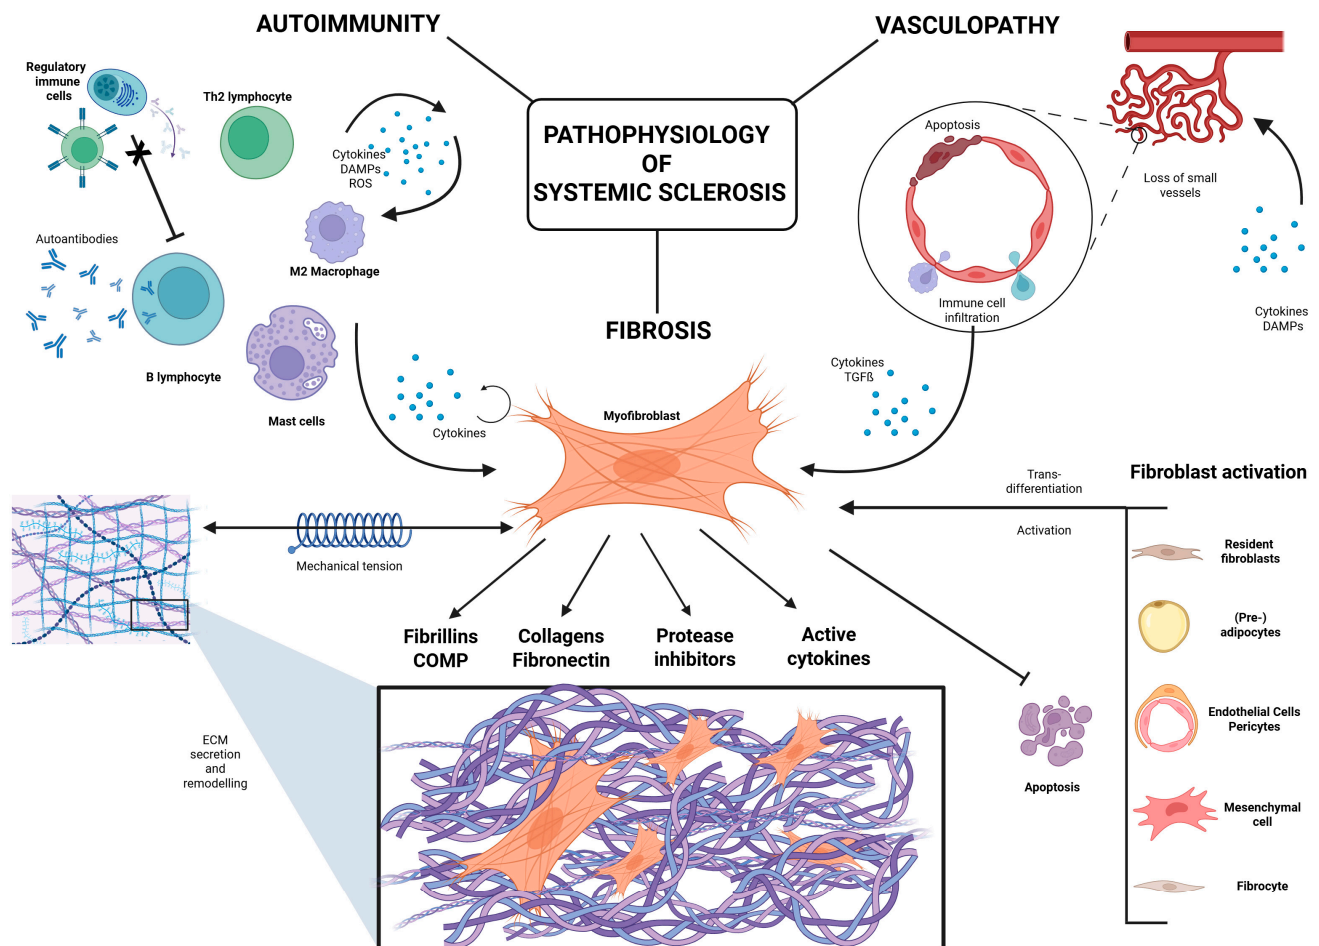 AUTOIMMUNITY
VASCULOPATHY
PATHOPHYSIOLOGY
OF
SYSTEMIC SCLEROSIS
Regulatory
immune
cells
Th2 lymphocyte
Cytokines
DAMPs
ROS
M2 Macrophage
Autoantibodies
B lymphocyte
Mast cells
Apoptosis
Immune cell
infiltration
Loss of small
vessels
Cytokines
DAMPs
FIBROSIS
Cytokines
Myofibroblast
Cytokines
TGFß
Trans-
differentiation
Activation
Fibroblast activation
Resident
fibroblasts
(Pre-)
adipocytes
Endothelial Cells
Pericytes
Mesenchymal
cell
Fibrocyte
Mechanical tension
Fibrillins
COMP
Collagens
Fibronectin
Protease
inhibitors
Active
cytokines
Apoptosis
ECM
secretion
and
remodelling